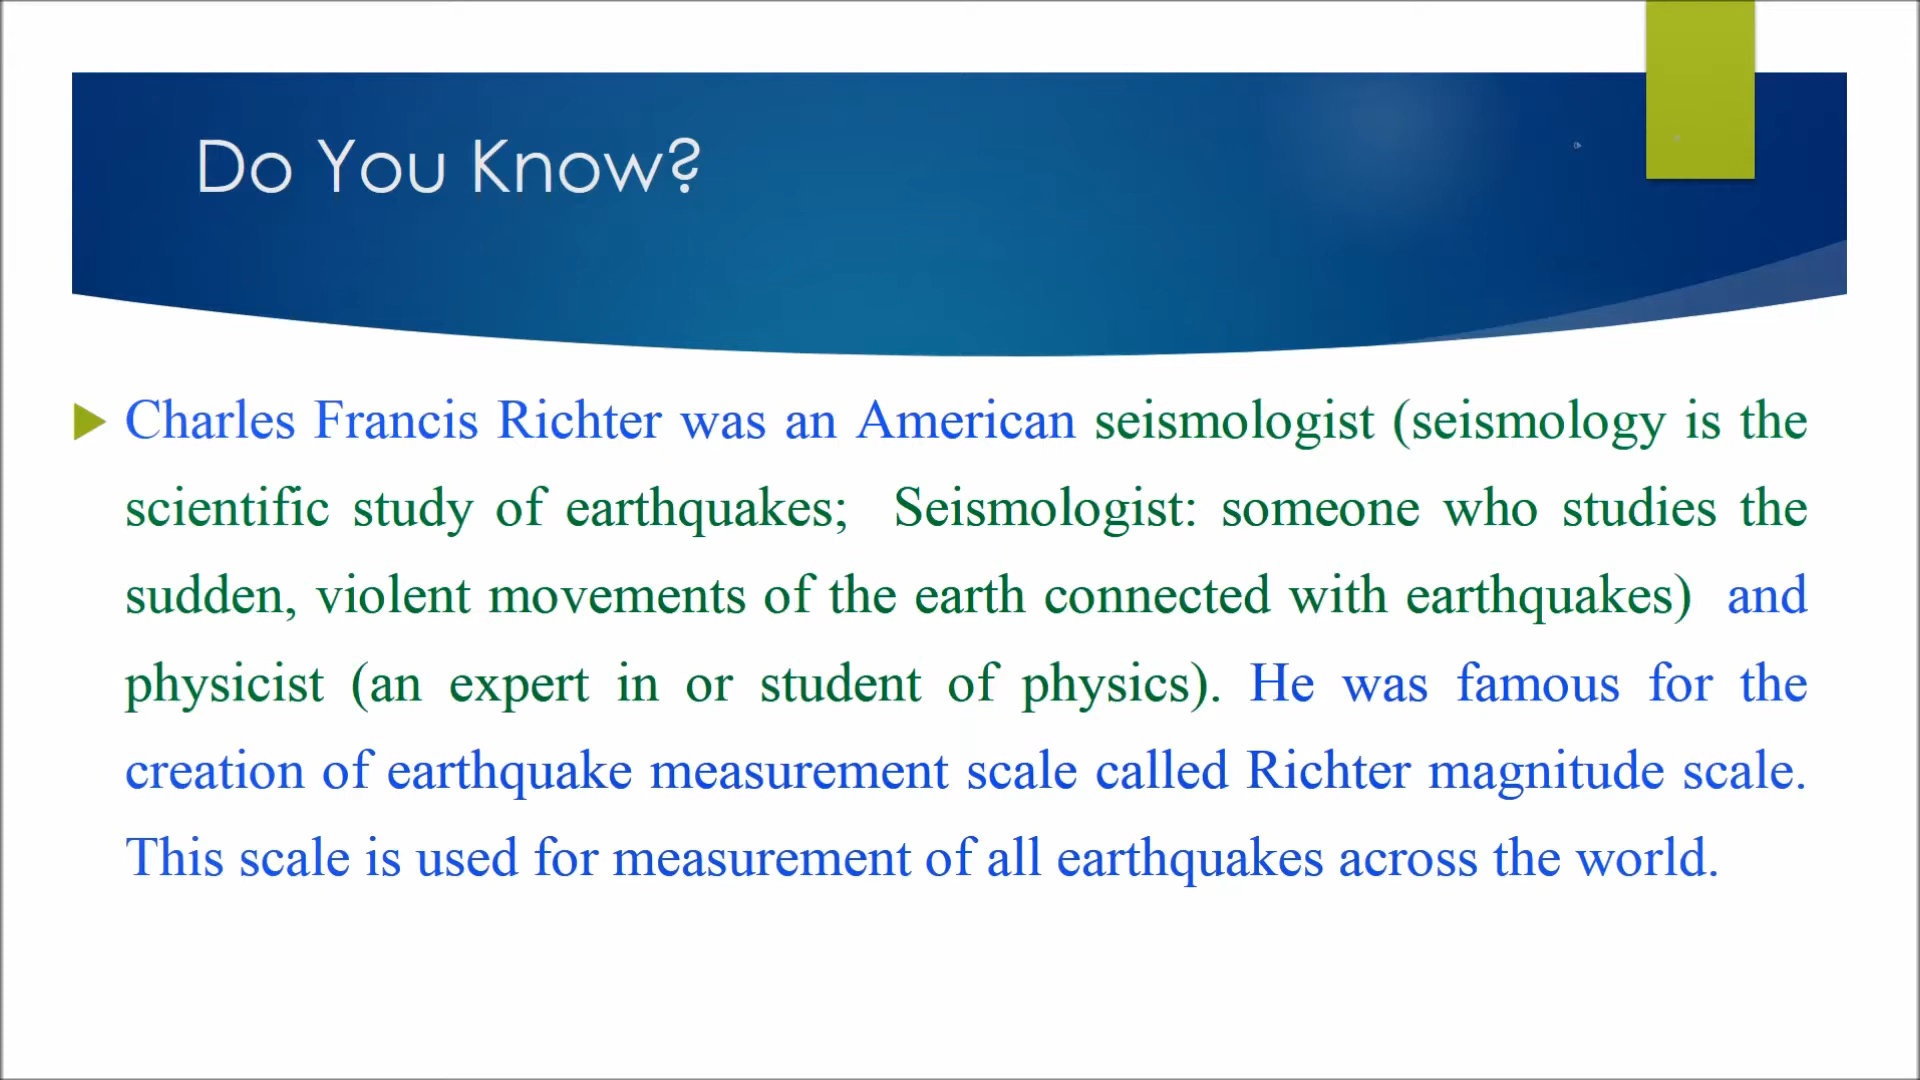 Do You Know?
Charles Francis Richter was an American seismologist (seismology is the
scientific study of earthquakes;  Seismologist: someone who studies the
sudden, violent movements of the earth connected with earthquakes)  and
physicist (an expert in or student of physics). He was famous for the
creation of earthquake measurement scale called Richter magnitude scale.
This scale is used for measurement of all earthquakes across the world.